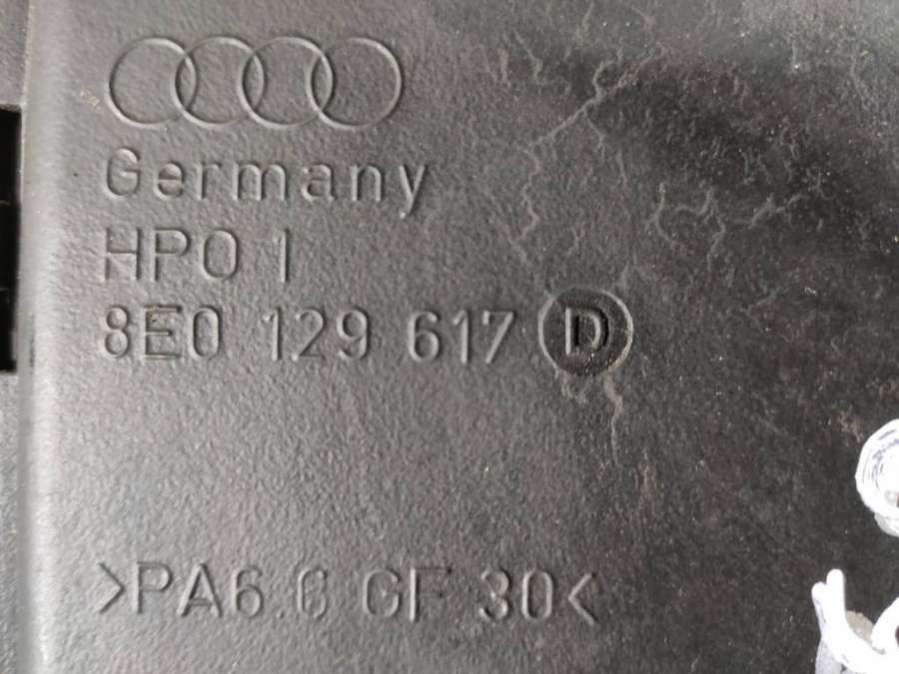 Germany
HPO 1
8E0 129 617 D
>PA6.6 GF 30<